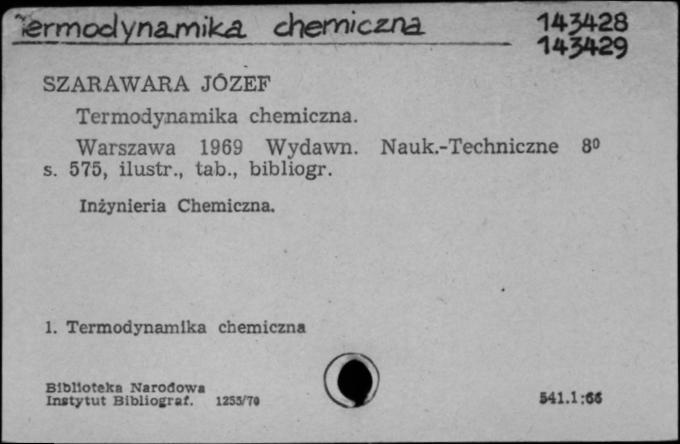 Termodynamika chemiczna 143428
143429
SZARAWARA JÓZEF
Termodynamika chemiczna.
Warszawa 1969 Wydawn. Nauk.-Techniczne 8⁰
s. 575, ilustr., tab., bibliogr.
Inżynieria Chemiczna.
1. Termodynamika chemiczna
Biblioteka Narodowa
Instytut Bibliograf. 1253/70 541.1:66